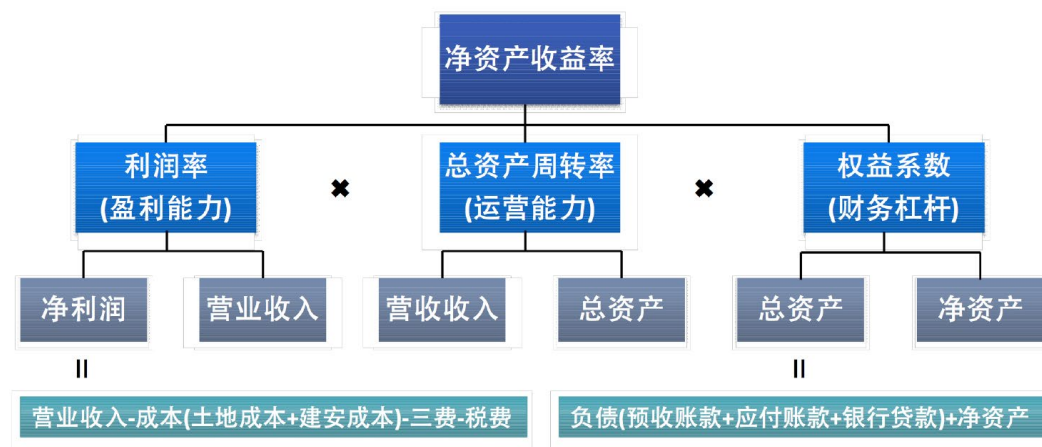 净资产收益率
利润率
(盈利能力)
✖
总资产周转率
(运营能力)
✖
权益系数
(财务杠杆)
净利润
营业收入
营收收入
总资产
总资产
净资产
=
=
营业收入-成本(土地成本+建安成本)-三费-税费
负债(预收账款+应付账款+银行贷款)+净资产